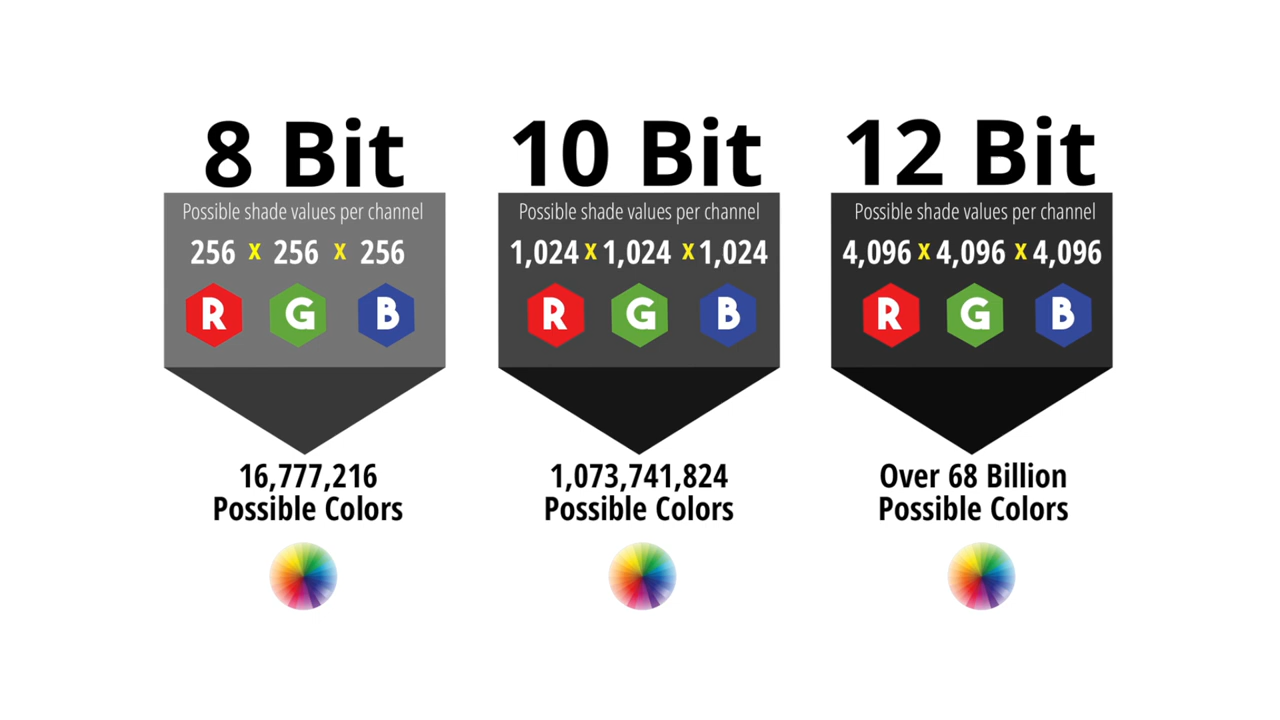 8 Bit
Possible shade values per channel
256 x 256 x 256
R G B
16,777,216
Possible Colors
10 Bit
Possible shade values per channel
1,024 x 1,024 x 1,024
R G B
1,073,741,824
Possible Colors
12 Bit
Possible shade values per channel
4,096 x 4,096 x 4,096
R G B
Over 68 Billion
Possible Colors